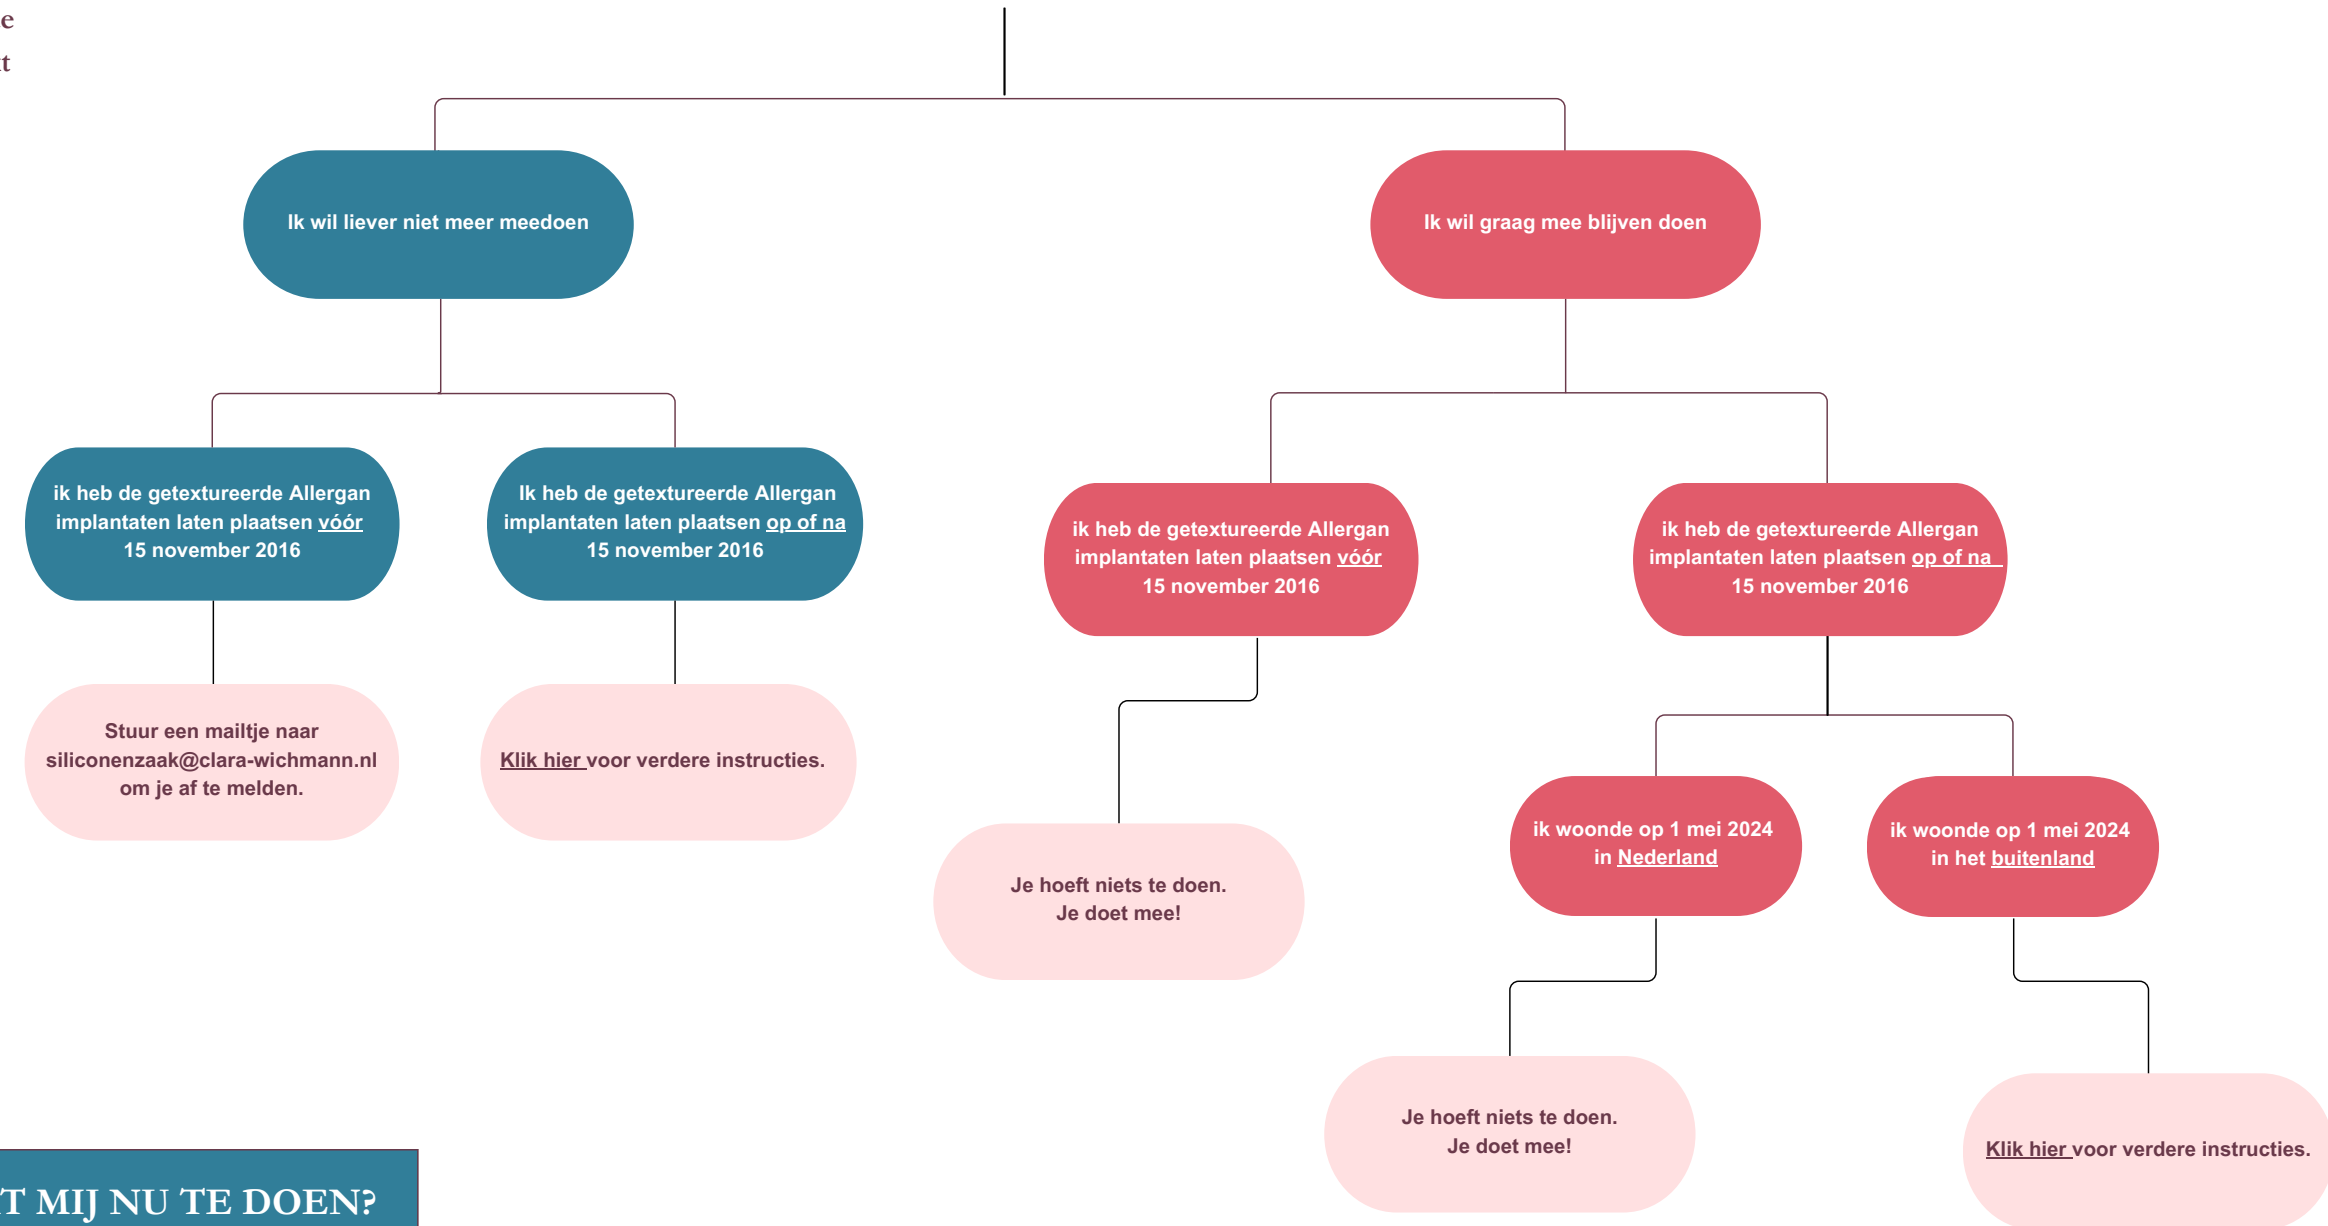 e
Ik wil liever niet meer meedoen
Ik wil graag mee blijven doen
ik heb de getextureerde Allergan
implantaten laten plaatsen vóór
15 november 2016
Ik heb de getextureerde Allergan
implantaten laten plaatsen op of na
15 november 2016
ik heb de getextureerde Allergan
implantaten laten plaatsen vóór
15 november 2016
ik heb de getextureerde Allergan
implantaten laten plaatsen op of na
15 november 2016
Stuur een mailtje naar
siliconenzaak@clara-wichmann.nl
om je af te melden.
Klik hier voor verdere instructies.
Je hoeft niets te doen.
Je doet mee!
ik woonde op 1 mei 2024
in Nederland
ik woonde op 1 mei 2024
in het buitenland
Je hoeft niets te doen.
Je doet mee!
Klik hier voor verdere instructies.
T MIJ NU TE DOEN?